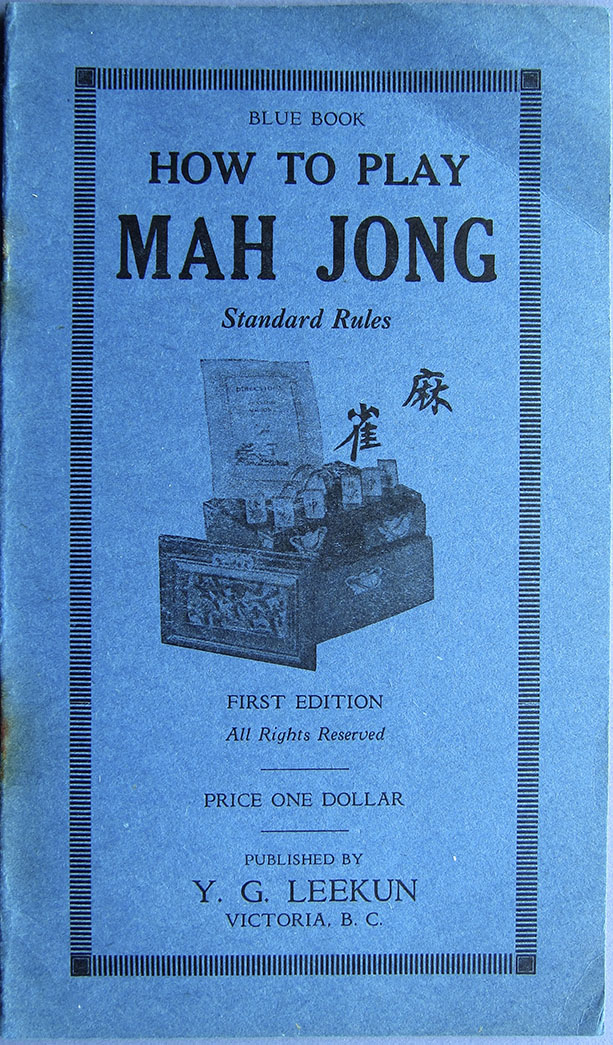 BLUE BOOK
HOW TO PLAY
MAH JONG
Standard Rules
麻
雀
DIRECTIONS
FIRST EDITION
All Rights Reserved
PRICE ONE DOLLAR
PUBLISHED BY
Y. G. LEEKUN
VICTORIA, B. C.